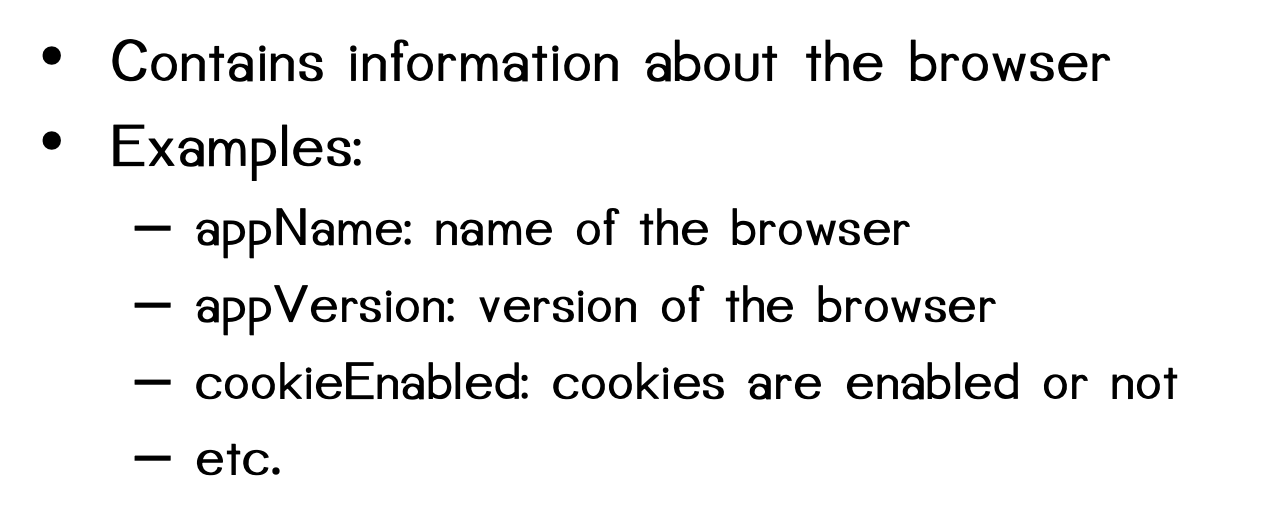 • Contains information about the browser
• Examples:
– appName: name of the browser
– appVersion: version of the browser
– cookieEnabled: cookies are enabled or not
– etc.